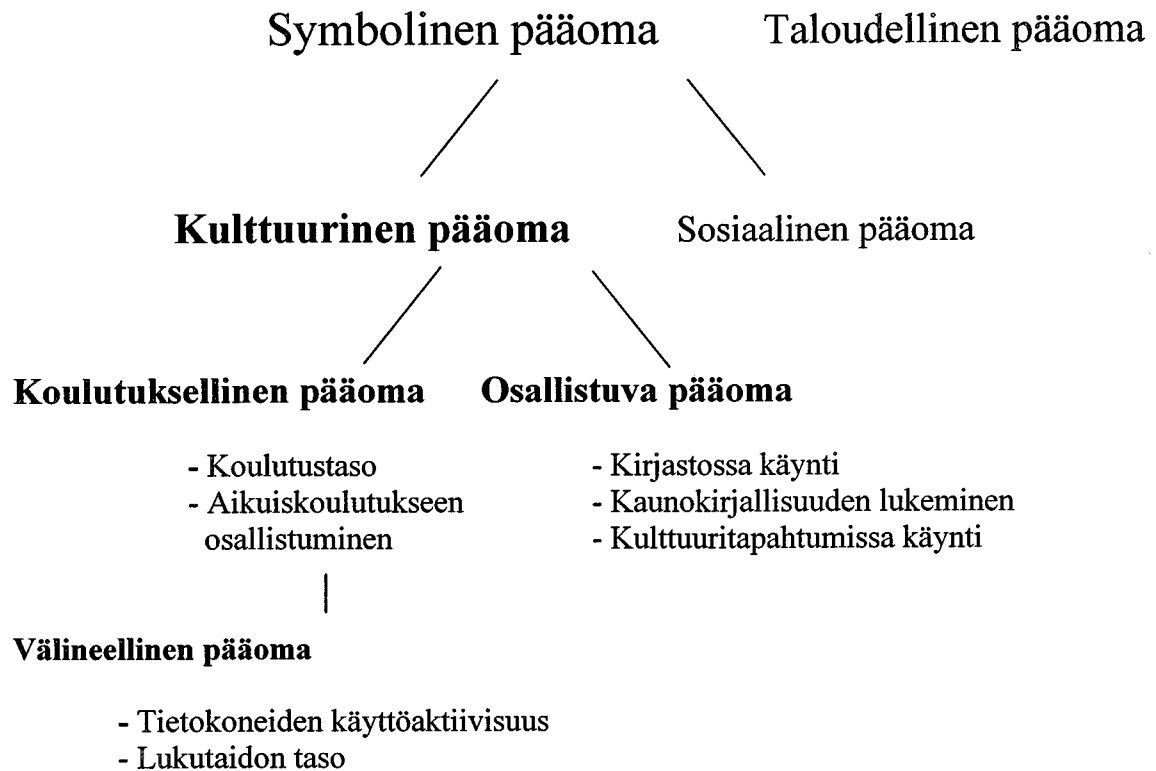 Symbolinen pääoma Taloudellinen pääoma
Kulttuurinen pääoma Sosiaalinen pääoma
Koulutuksellinen pääoma Osallistuva pääoma
- Koulutustaso
- Aikuiskoulutukseen
osallistuminen
- Kirjastossa käynti
- Kaunokirjallisuuden lukeminen
- Kulttuuritapahtumissa käynti
Välineellinen pääoma
- Tietokoneiden käyttöaktiivisuus
- Lukutaidon taso